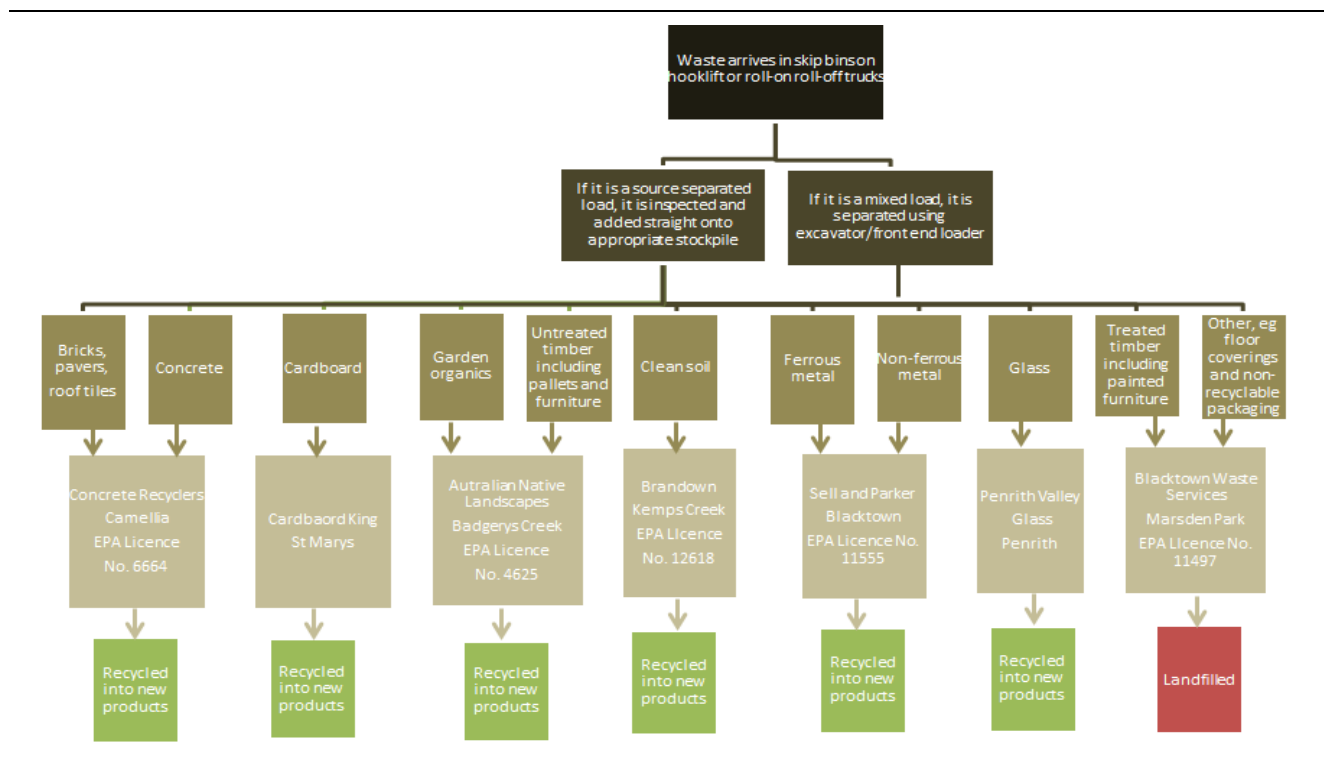 Waste arrives in skip bins on
hooklift or roll-on roll-off trucks
If it is a source separated
load, it is inspected and
added straight onto
appropriate stockpile
If it is a mixed load, it is
separated using
excavator/front end loader
Bricks,
pavers,
roof tiles
Concrete
Cardboard
Garden
organics
Untreated
timber
including
pallets and
furniture
Clean soil
Ferrous
metal
Non-ferrous
metal
Glass
Treated
timber
including
painted
furniture
Other, eg
floor
coverings
and non-
recyclable
packaging
Concrete Recyclers
Camellia
EPA Licence
No. 6664
Cardbaord King
St Marys
Autralian Native
Landscapes
Badgerys Creek
EPA Licence
No. 4625
Brandown
Kemps Creek
EPA LIcence
No. 12618
Sell and Parker
Blacktown
EPA Licence No.
11555
Penrith Valley
Glass
Penrith
Blacktown Waste
Services
Marsden Park
EPA LIcence No.
11497
Recycled
into new
products
Recycled
into new
products
Recycled
into new
products
Recycled
into new
products
Recycled
into new
products
Recycled
into new
products
Landfilled